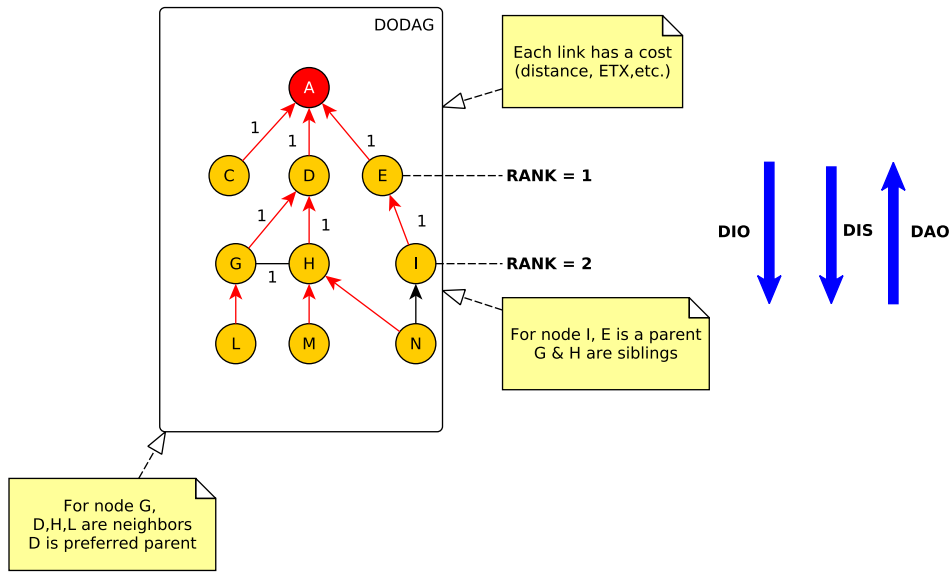 DODAG
Each link has a cost
(distance, ETX,etc.)
A
1
1
1
C
D
E
RANK = 1
1
1
1
DIO
DIS
DAO
G
H
I
RANK = 2
1
For node I, E is a parent
G & H are siblings
L
M
N
For node G,
D,H,L are neighbors
D is preferred parent